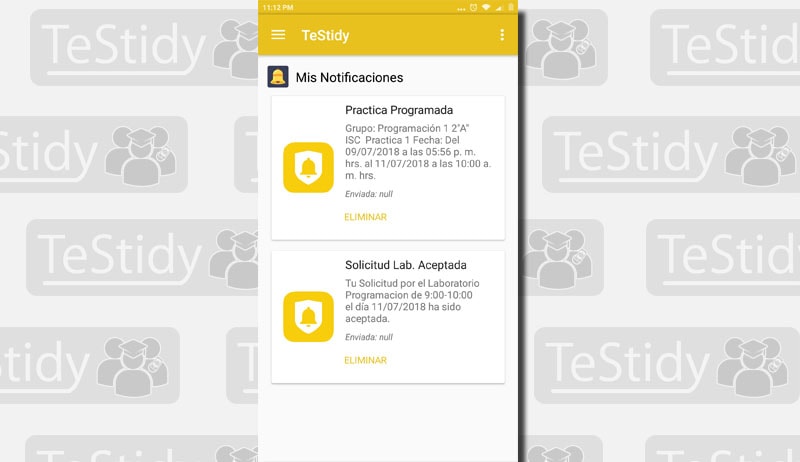 11:12 PM
TeStidy
Mis Notificaciones
Practica Programada
Grupo: Programación 1 2"A"
ISC  Practica 1 Fecha: Del
09/07/2018 a las 05:56 p. m.
hrs. al 11/07/2018 a las 10:00 a.
m. hrs.
Enviada: null
ELIMINAR
Solicitud Lab. Aceptada
Tu Solicitud por el Laboratorio
Programacion de 9:00-10:00
el día 11/07/2018 ha sido
aceptada.
Enviada: null
ELIMINAR
TeStidy
TeStidy
TeStidy
TeStidy
TeStidy
TeStidy